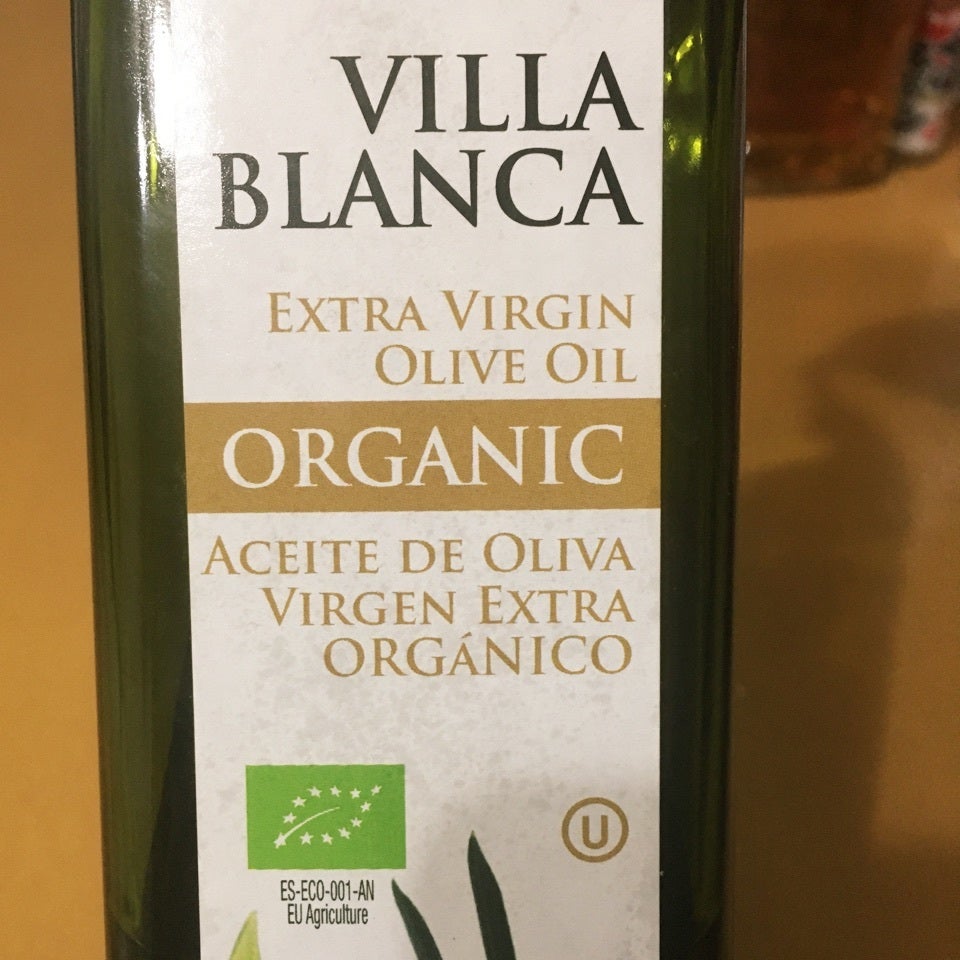 VILLA
BLANCA
EXTRA VIRGIN
OLIVE OIL
ORGANIC
ACEITE DE OLIVA
VIRGEN EXTRA
ORGÁNICO
U
ES-ECO-001-AN
EU Agriculture